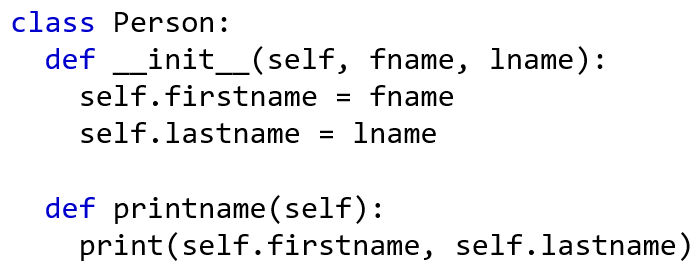 class Person:
  def __init__(self, fname, lname):
    self.firstname = fname
    self.lastname = lname

  def printname(self):
    print(self.firstname, self.lastname)